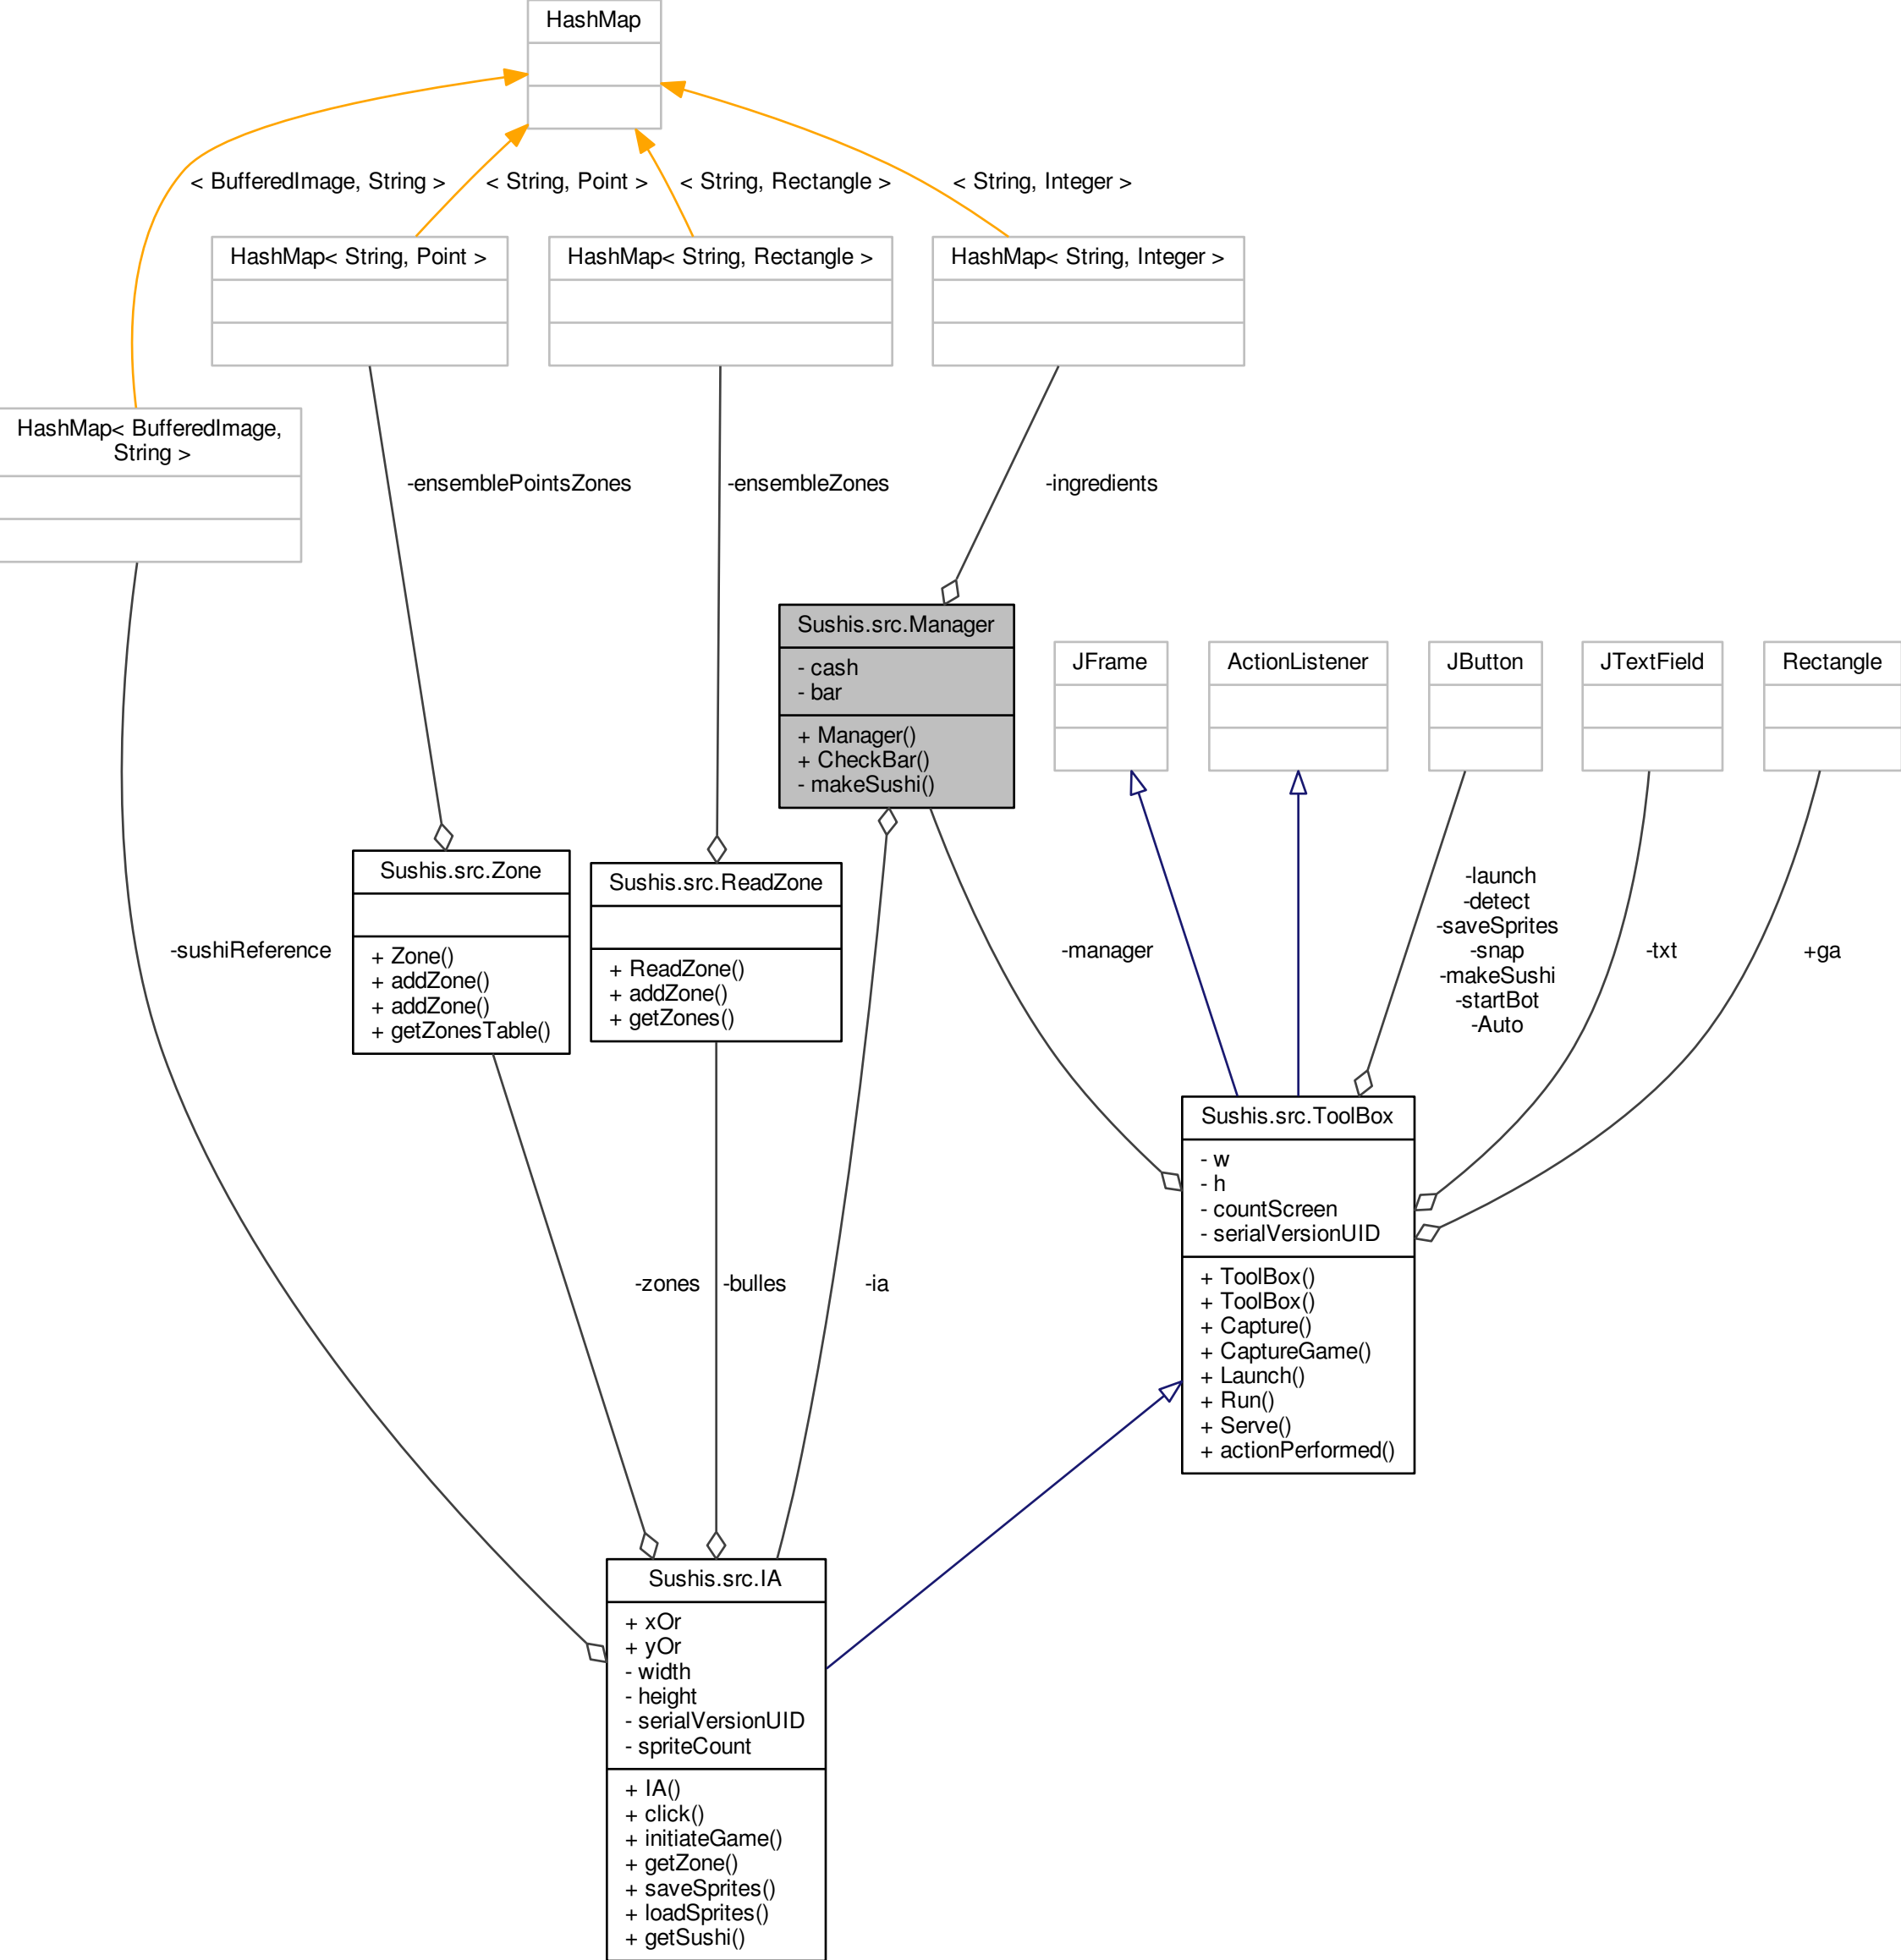 HashMap
< BufferedImage, String >
< String, Point >
< String, Rectangle >
< String, Integer >
HashMap< String, Point >
HashMap< String, Rectangle >
HashMap< String, Integer >
HashMap< BufferedImage,
String >
-ensemblePointsZones
-ensembleZones
-ingredients
Sushis.src.Manager
- cash
- bar
+ Manager()
+ CheckBar()
- makeSushi()
JFrame
ActionListener
JButton
JTextField
Rectangle
Sushis.src.Zone
+ Zone()
+ addZone()
+ addZone()
+ getZonesTable()
Sushis.src.ReadZone
+ ReadZone()
+ addZone()
+ getZones()
-sushiReference
-manager
-launch
-detect
-saveSprites
-snap
-makeSushi
-startBot
-Auto
-txt
+ga
Sushis.src.ToolBox
- w
- h
- countScreen
- serialVersionUID
+ ToolBox()
+ ToolBox()
+ Capture()
+ CaptureGame()
+ Launch()
+ Run()
+ Serve()
+ actionPerformed()
-zones
-bulles
-ia
Sushis.src.IA
+ xOr
+ yOr
- width
- height
- serialVersionUID
- spriteCount
+ IA()
+ click()
+ initiateGame()
+ getZone()
+ saveSprites()
+ loadSprites()
+ getSushi()